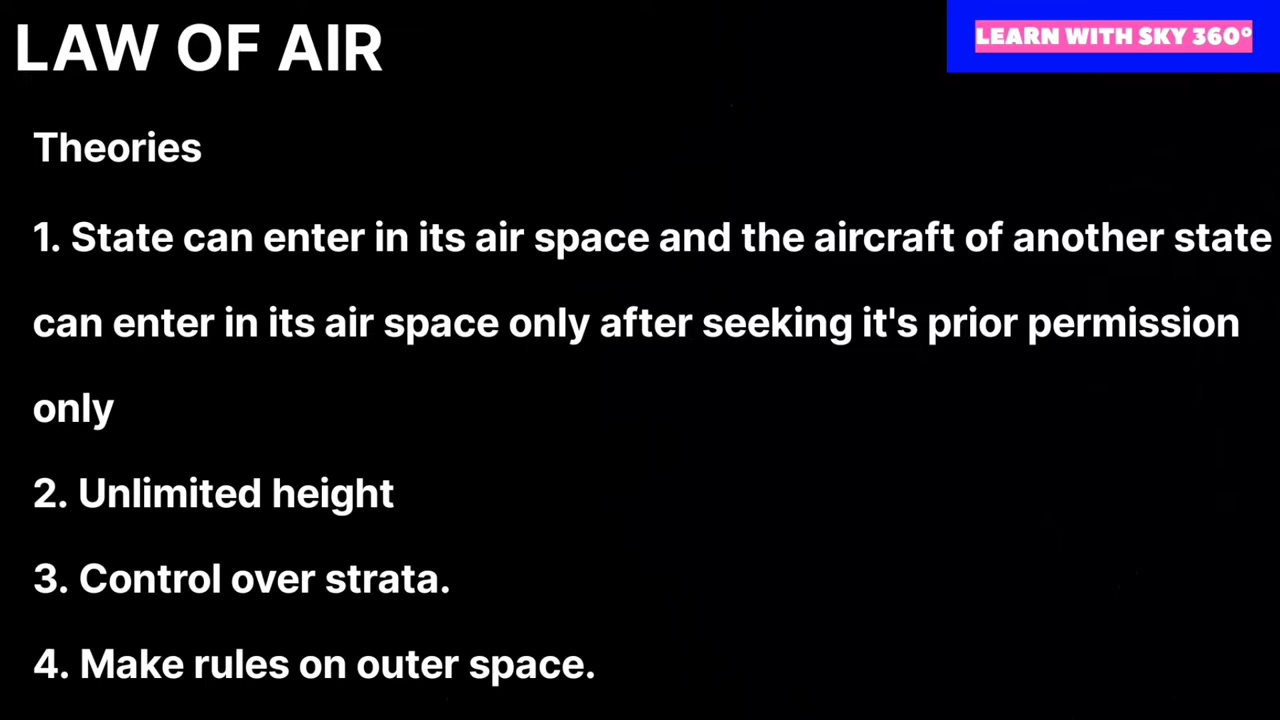 LAW OF AIR
LEARN WITH SKY 360°
Theories
1. State can enter in its air space and the aircraft of another state
can enter in its air space only after seeking it's prior permission
only
2. Unlimited height
3. Control over strata.
4. Make rules on outer space.